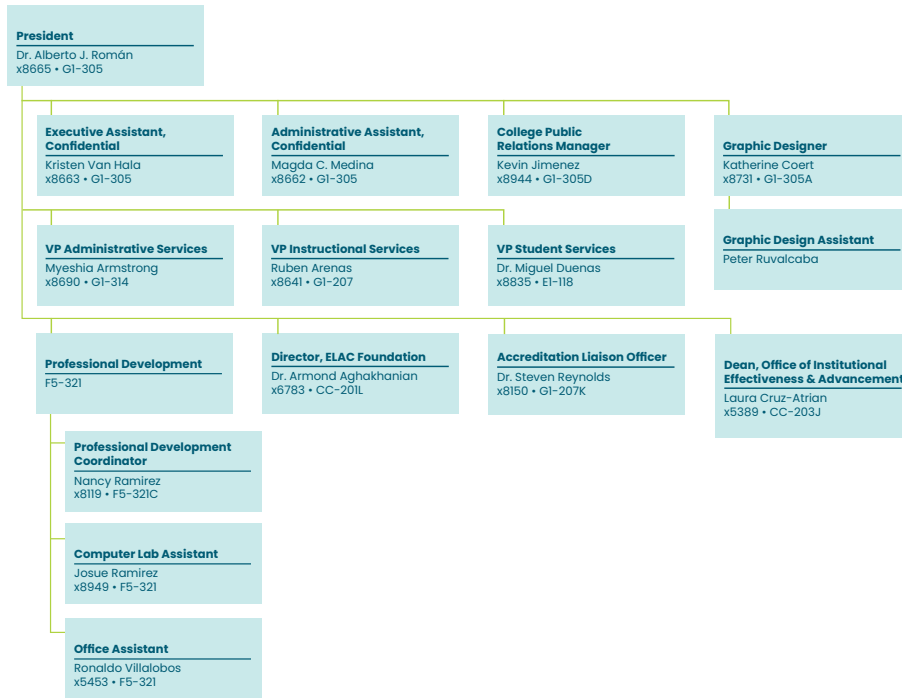 President
Dr. Alberto J. Román
x8665 • G1-305
Executive Assistant,
Confidential
Kristen Van Hala
x8663 • G1-305
Administrative Assistant,
Confidential
Magda C. Medina
x8662 • G1-305
College Public
Relations Manager
Kevin Jimenez
x8944 • G1-305D
Graphic Designer
Katherine Coert
x8731 • G1-305A
Graphic Design Assistant
Peter Ruvalcaba
VP Administrative Services
Myeshia Armstrong
x8690 • G1-314
VP Instructional Services
Ruben Arenas
x8641 • G1-207
VP Student Services
Dr. Miguel Duenas
x8835 • E1-118
Professional Development
F5-321
Director, ELAC Foundation
Dr. Armond Aghakhanian
x6783 • CC-201L
Accreditation Liaison Officer
Dr. Steven Reynolds
x8150 • G1-207K
Dean, Office of Institutional
Effectiveness & Advancement
Laura Cruz-Atrian
x5389 • CC-203J
Professional Development
Coordinator
Nancy Ramirez
x8119 • F5-321C
Computer Lab Assistant
Josue Ramirez
x8949 • F5-321
Office Assistant
Ronaldo Villalobos
x5453 • F5-321